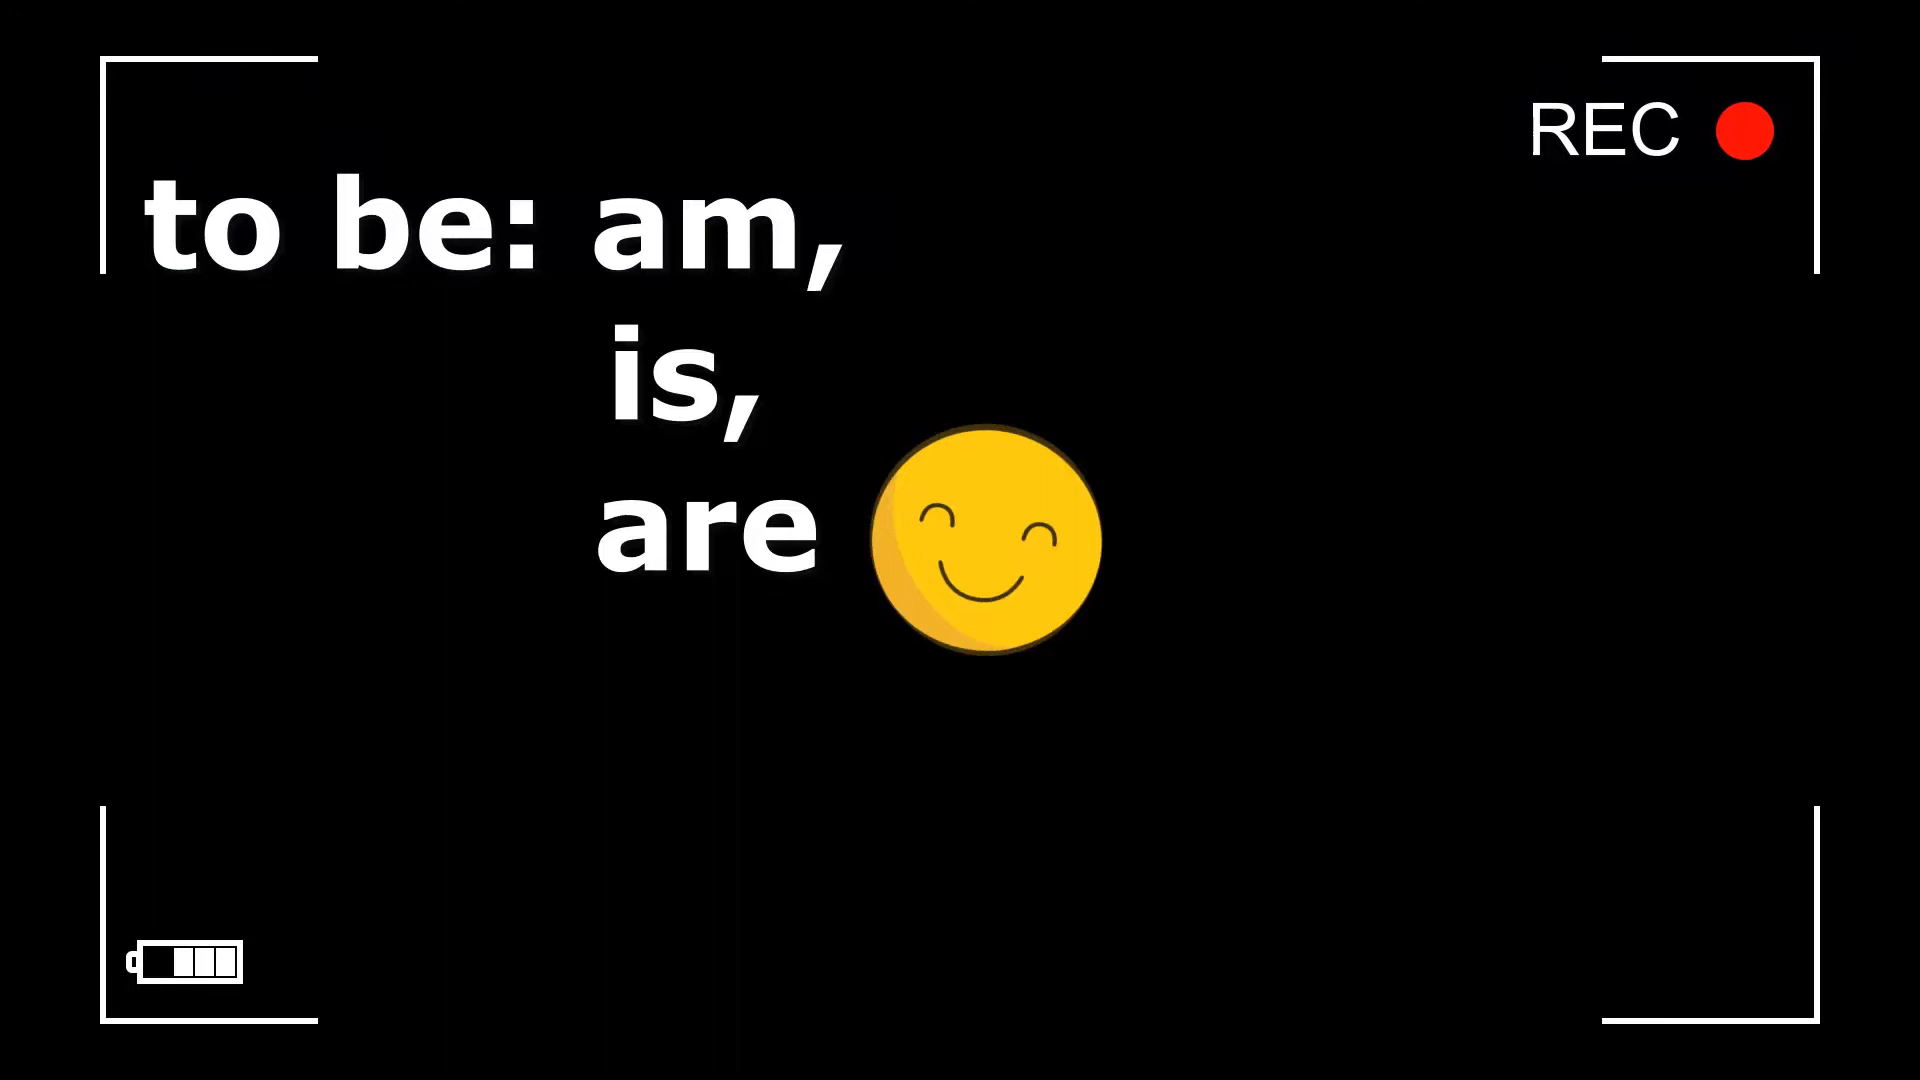 REC
to be: am,
is,
are